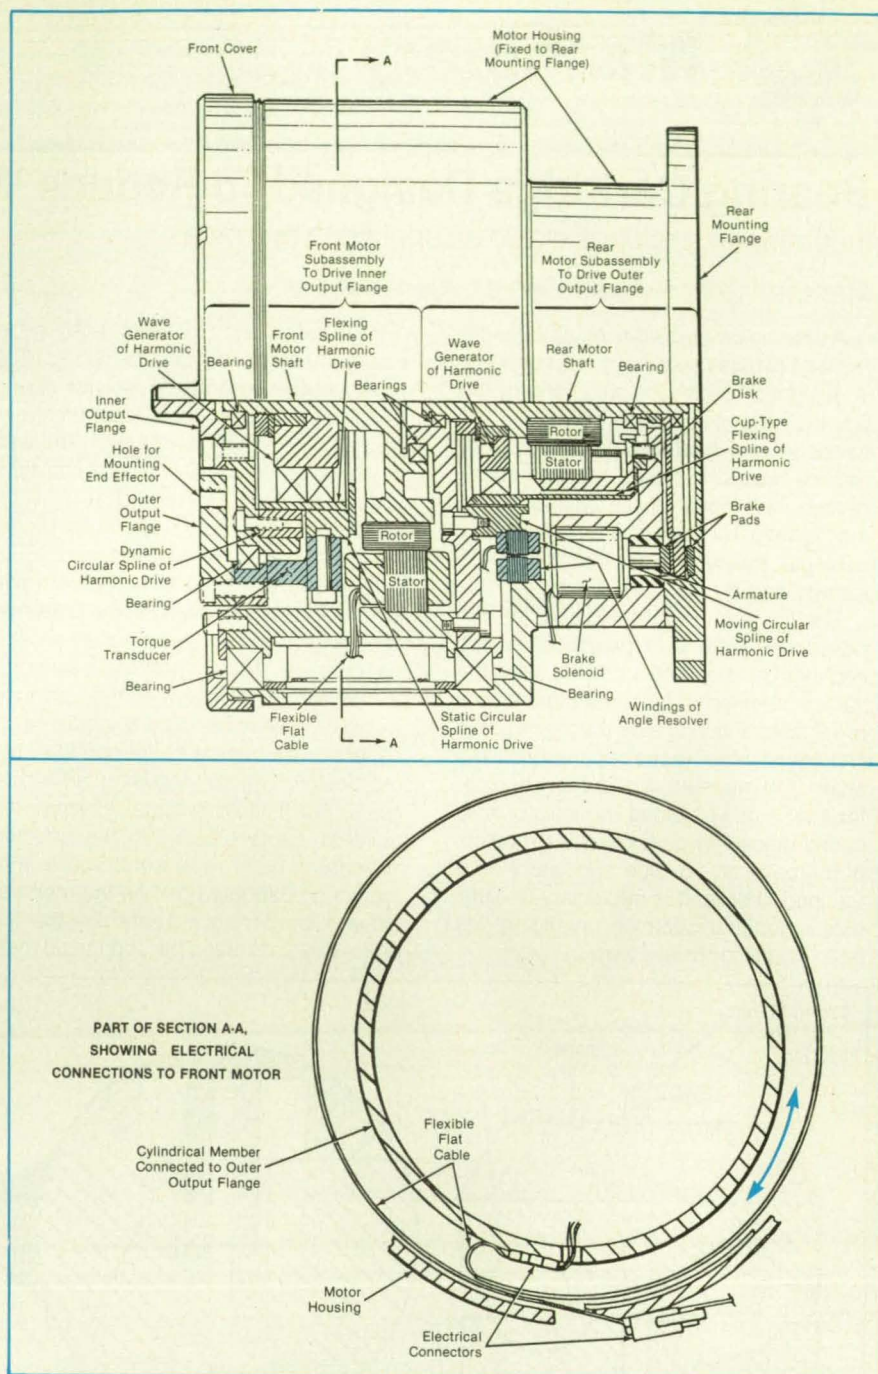 Front Cover
A
Motor Housing
(Fixed to Rear
Mounting Flange)
Rear
Mounting
Flange
Front Motor
Subassembly
To Drive Inner
Output Flange
Rear
Motor Subassembly
To Drive Outer
Output Flange
Wave
Generator
of Harmonic
Drive
Bearing
Front
Motor
Shaft
Flexing
Spline of
Harmonic
Drive
Bearings
Wave
Generator
of Harmonic
Drive
Rear Motor
Shaft
Bearing
Brake
Disk
Inner
Output
Flange
Hole for
Mounting
End Effector
Outer
Output
Flange
Dynamic
Circular Spline of
Harmonic Drive
Bearing
Torque
Transducer
Bearing
Rotor
Stator
Rotor
Stator
Cup-Type
Flexing
Spline of
Harmonic
Drive
Brake
Pads
Armature
Moving Circular
Spline of
Harmonic Drive
Flexible
Flat
Cable
A
Static Circular
Spline of
Harmonic Drive
Brake
Solenoid
Bearing
Windings of
Angle Resolver
PART OF SECTION A-A,
SHOWING ELECTRICAL
CONNECTIONS TO FRONT MOTOR
Cylindrical Member
Connected to Outer
Output Flange
Flexible
Flat
Cable
Motor
Housing
Electrical
Connectors